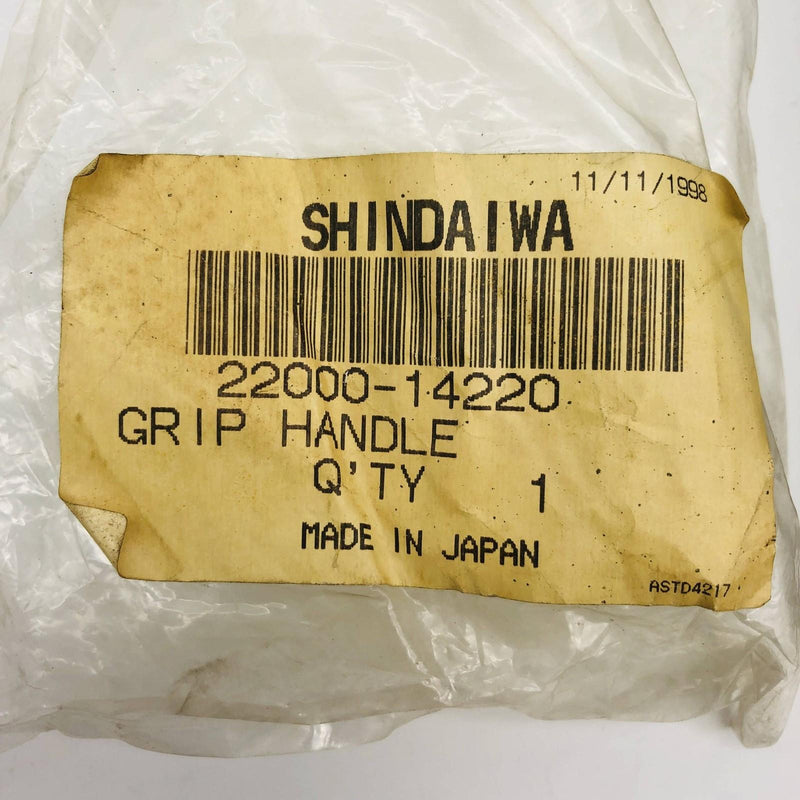 11/11/1998
SHINDAIWA
22000-14220
GRIP HANDLE
Q'TY 1
MADE IN JAPAN
ASTD4217